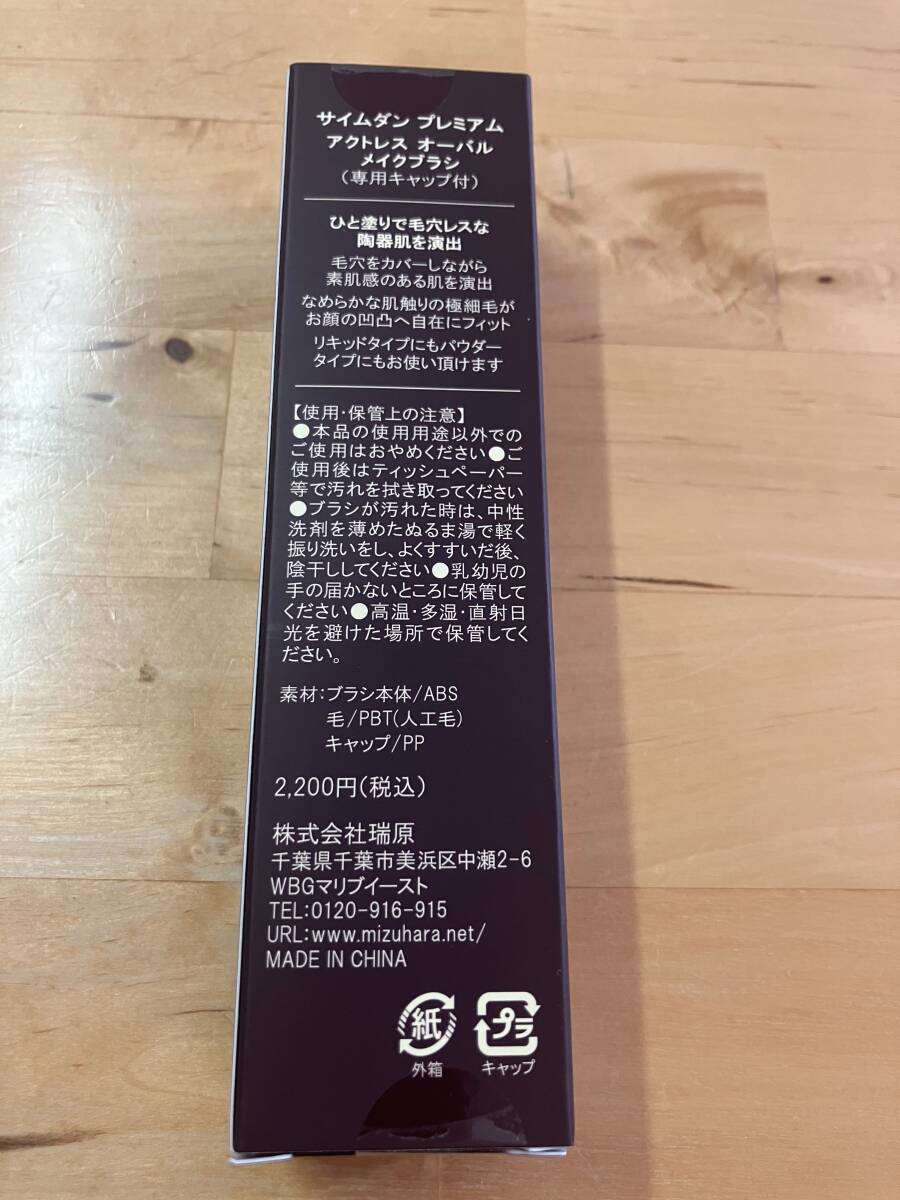 サイムダン プレミアム
アクトレス オーバル
メイクブラシ
(専用キャップ付)
ひと塗りで毛穴レスな
陶器肌を演出
毛穴をカバーしながら
素肌感のある肌を演出
なめらかな肌触りの極細毛が
お顔の凹凸へ自在にフィット
リキッドタイプにもパウダー
タイプにもお使い頂けます
【使用・保管上の注意】
●本品の使用用途以外での
ご使用はおやめください●ご
使用後はティッシュペーパー
等で汚れを拭き取ってください
●ブラシが汚れた時は、中性
洗剤を薄めたぬるま湯で軽く
振り洗いをし、よくすすいだ後、
陰干ししてください●乳幼児の
手の届かないところに保管して
ください●高温・多湿・直射日
光を避けた場所で保管してく
ださい。
素材:ブラシ本体/ABS
毛/PBT(人工毛)
キャップ/PP
2,200円(税込)
株式会社瑞原
千葉県千葉市美浜区中瀬2-6
WBGマリブイースト
TEL:0120-916-915
URL:www.mizuhara.net/
MADE IN CHINA
紙 プラ
外箱 キャップ